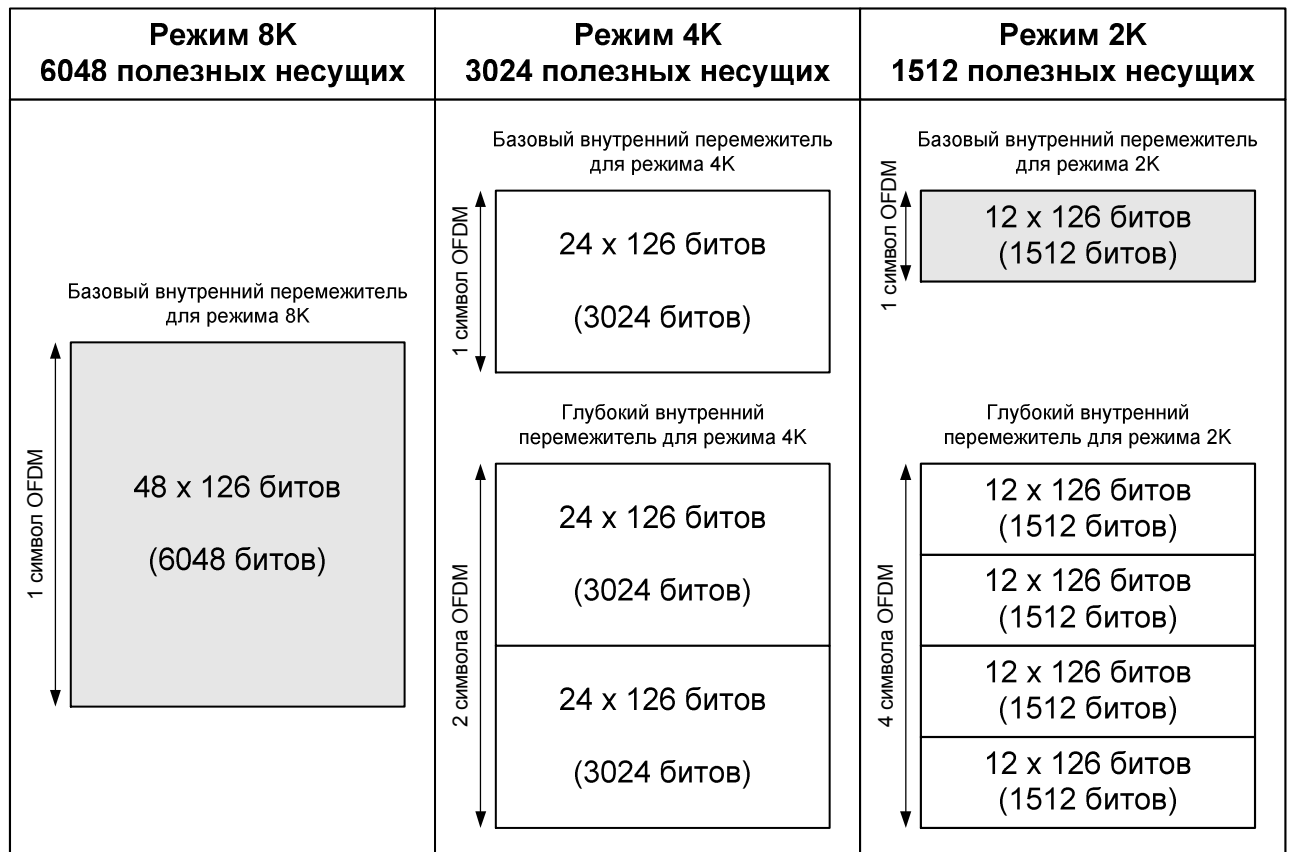 Режим 8K
6048 полезных несущих
Режим 4K
3024 полезных несущих
Режим 2K
1512 полезных несущих
Базовый внутренний перемежитель
для режима 8K
1 символ OFDM
48 x 126 битов
(6048 битов)
Базовый внутренний перемежитель
для режима 4K
1 символ OFDM
24 x 126 битов
(3024 битов)
Глубокий внутренний
перемежитель для режима 4K
2 символа OFDM
24 x 126 битов
(3024 битов)
24 x 126 битов
(3024 битов)
Базовый внутренний перемежитель
для режима 2K
1 символ OFDM
12 x 126 битов
(1512 битов)
Глубокий внутренний
перемежитель для режима 2K
4 символа OFDM
12 x 126 битов
(1512 битов)
12 x 126 битов
(1512 битов)
12 x 126 битов
(1512 битов)
12 x 126 битов
(1512 битов)